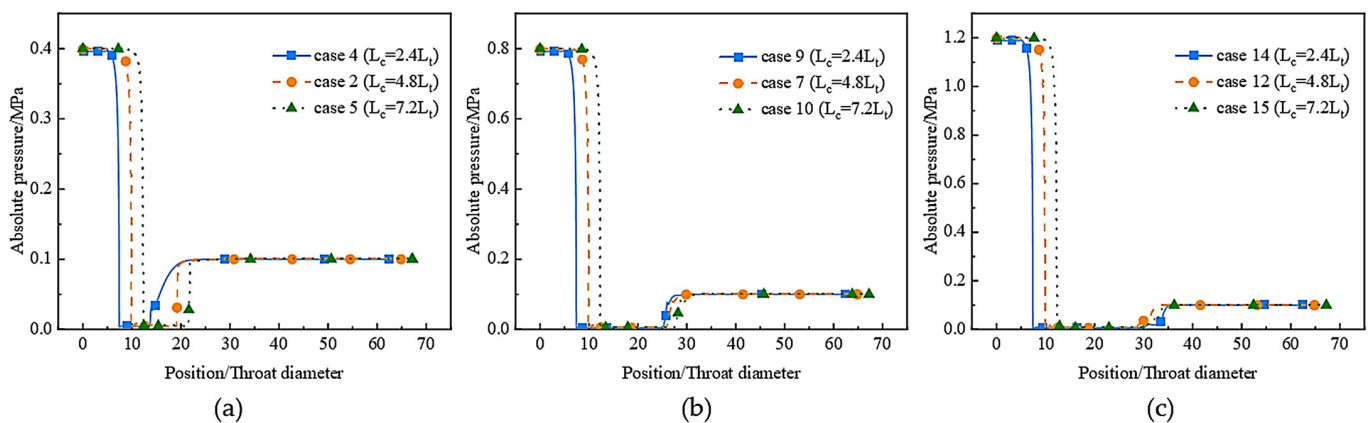 0.4
0.3
0.2
0.1
0.0
Absolute pressure/MPa
case 4 (Lc=2.4Lt)
case 2 (Lc=4.8Lt)
case 5 (Lc=7.2Lt)
0 10 20 30 40 50 60 70
Position/Throat diameter
(a)
0.8
0.6
0.4
0.2
0.0
Absolute pressure/MPa
case 9 (Lc=2.4Lt)
case 7 (Lc=4.8Lt)
case 10 (Lc=7.2Lt)
0 10 20 30 40 50 60 70
Position/Throat diameter
(b)
1.2
1.0
0.8
0.6
0.4
0.2
0.0
Absolute pressure/MPa
case 14 (Lc=2.4Lt)
case 12 (Lc=4.8Lt)
case 15 (Lc=7.2Lt)
0 10 20 30 40 50 60 70
Position/Throat diameter
(c)